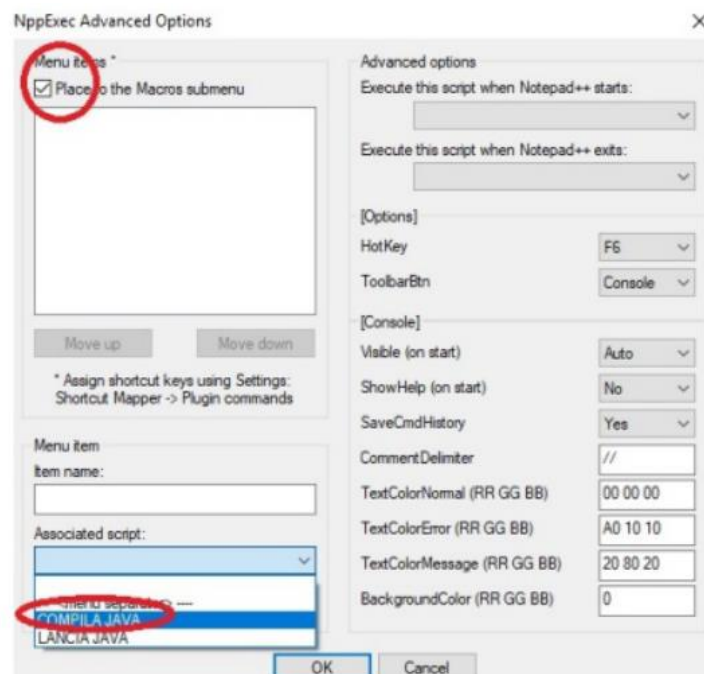 NppExec Advanced Options
Menu items *
Place to the Macros submenu
Move up
Move down
* Assign shortcut keys using Settings:
Shortcut Mapper -> Plugin commands
Menu item
Item name:
Associated script:
<menu separator> ----
COMPILA JAVA
LANCIA JAVA
Advanced options
Execute this script when Notepad++ starts:
Execute this script when Notepad++ exits:
[Options]
HotKey
F6
ToolbarBtn
Console
[Console]
Visible (on start)
Auto
ShowHelp (on start)
No
SaveCmdHistory
Yes
CommentDelimiter
//
TextColorNormal (RR GG BB)
00 00 00
TextColorError (RR GG BB)
A0 10 10
TextColorMessage (RR GG BB)
20 80 20
BackgroundColor (RR GG BB)
0
OK
Cancel